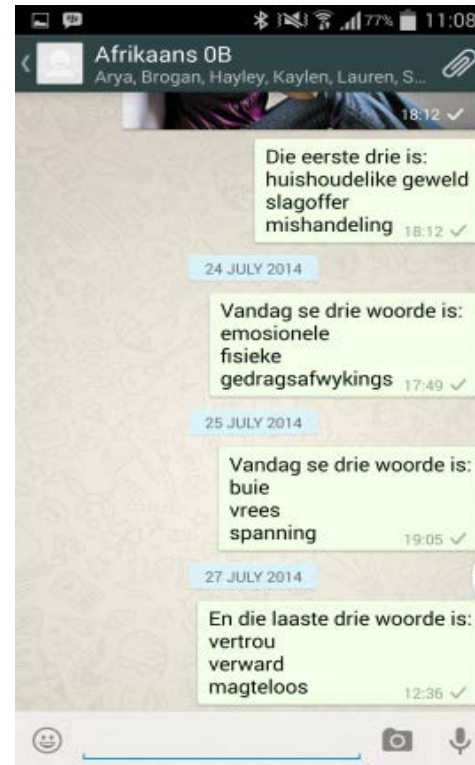 77% 11:08
Afrikaans 0B
Arya, Brogan, Hayley, Kaylen, Lauren, S...
18:12
Die eerste drie is:
huishoudelike geweld
slagoffer
mishandeling 18:12
24 JULY 2014
Vandag se drie woorde is:
emosionele
fisieke
gedragsafwykings 17:49
25 JULY 2014
Vandag se drie woorde is:
buie
vrees
spanning 19:05
27 JULY 2014
En die laaste drie woorde is:
vertrou
verward
magteloos 12:36